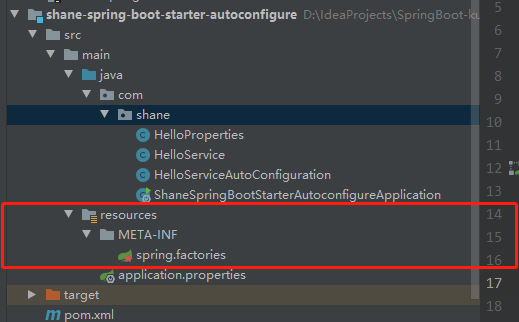 shane-spring-boot-starter-autoconfigure D:\IdeaProjects\SpringBoot-ku
src
main
java
com
shane
HelloProperties
HelloService
HelloServiceAutoConfiguration
ShaneSpringBootStarterAutoconfigureApplication
resources
META-INF
spring.factories
application.properties
target
pom.xml
5
6
7
8
9
10
11
12
13
14
15
16
17
18